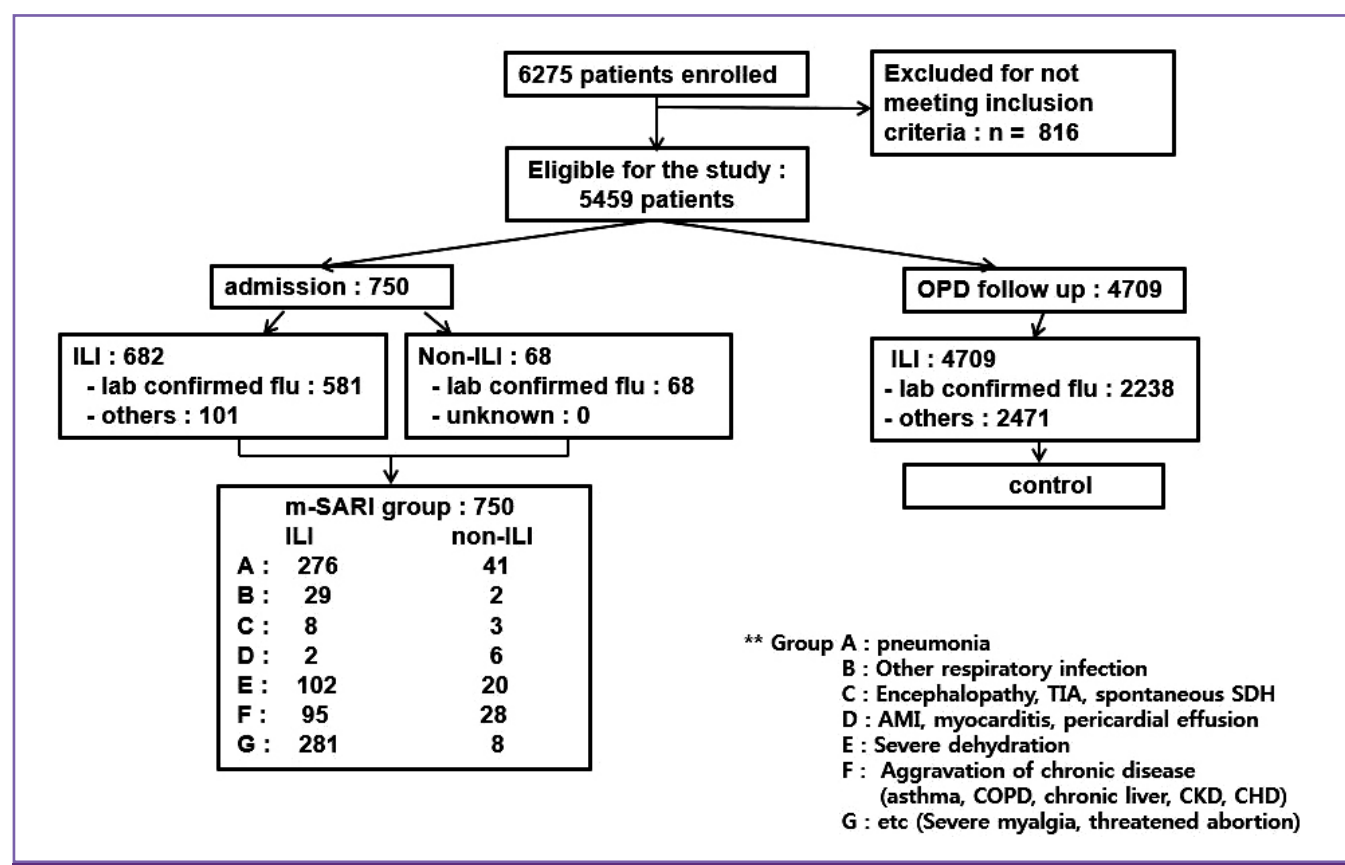 6275 patients enrolled
Excluded for not
meeting inclusion
criteria : n = 816
Eligible for the study :
5459 patients
admission : 750
OPD follow up : 4709
ILI : 682
- lab confirmed flu : 581
- others : 101
Non-ILI : 68
- lab confirmed flu : 68
- unknown : 0
ILI : 4709
- lab confirmed flu : 2238
- others : 2471
control
m-SARI group : 750
ILI non-ILI
A : 276 41
B : 29 2
C : 8 3
D : 2 6
E : 102 20
F : 95 28
G : 281 8
** Group A : pneumonia
B : Other respiratory infection
C : Encephalopathy, TIA, spontaneous SDH
D : AMI, myocarditis, pericardial effusion
E : Severe dehydration
F : Aggravation of chronic disease
(asthma, COPD, chronic liver, CKD, CHD)
G : etc (Severe myalgia, threatened abortion)